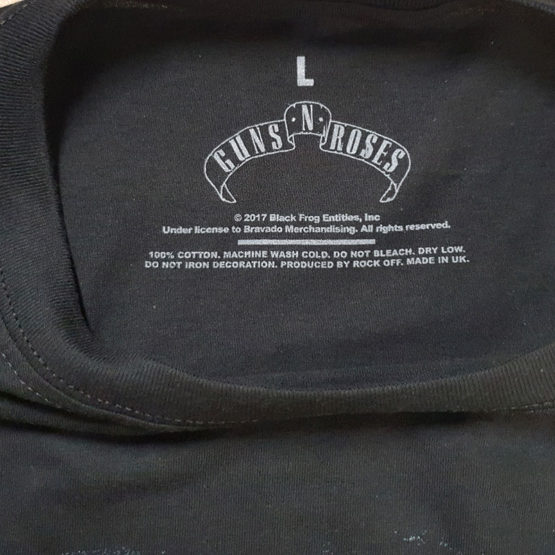 L
GUNS N' ROSES
© 2017 Black Frog Entities, Inc
Under license to Bravado Merchandising. All rights reserved.
100% COTTON. MACHINE WASH COLD. DO NOT BLEACH. DRY LOW.
DO NOT IRON DECORATION. PRODUCED BY ROCK OFF. MADE IN UK.